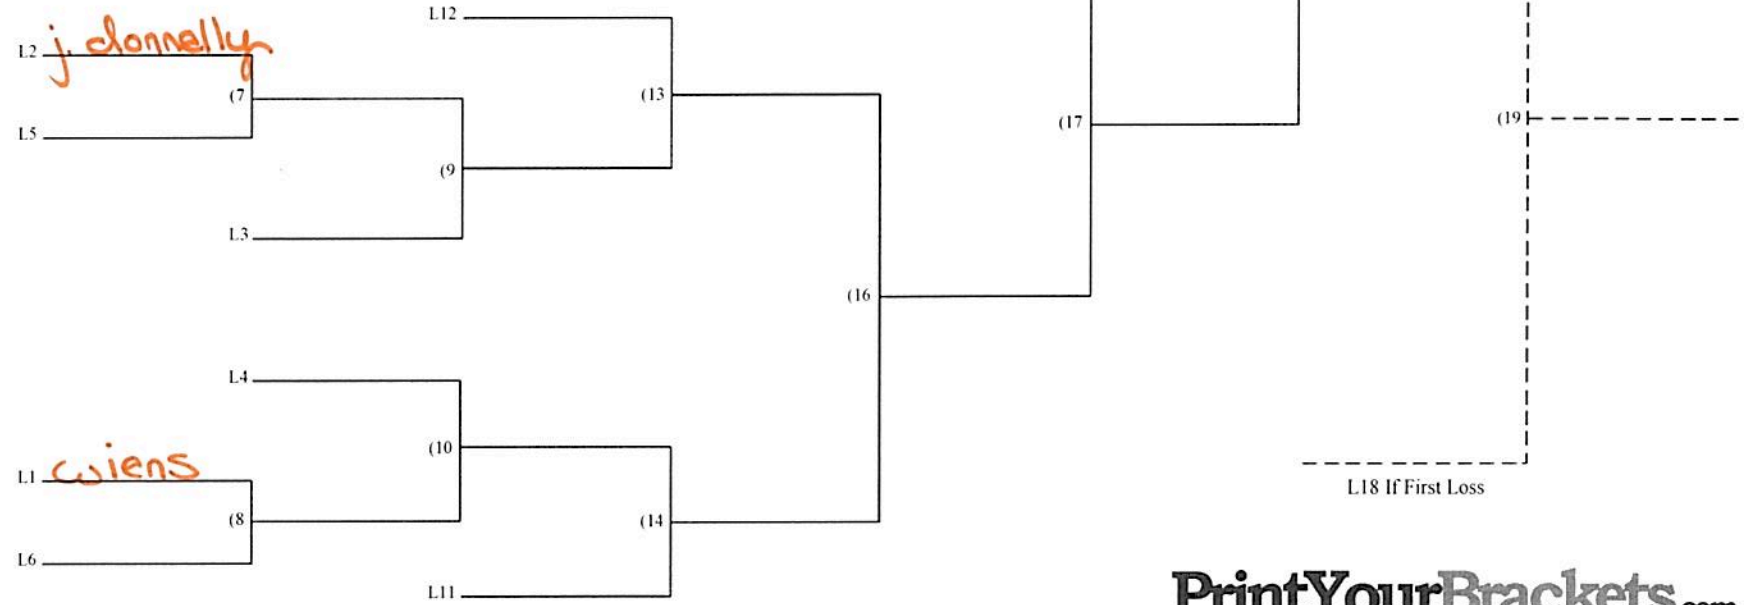 L12
L2 j. donnelly
(7
(13
(17
(19
L5
(9
L3
(16
L4
(10
L1 wiens
L18 If First Loss
(8
(14
L6
L11
PrintYourBrackets.com